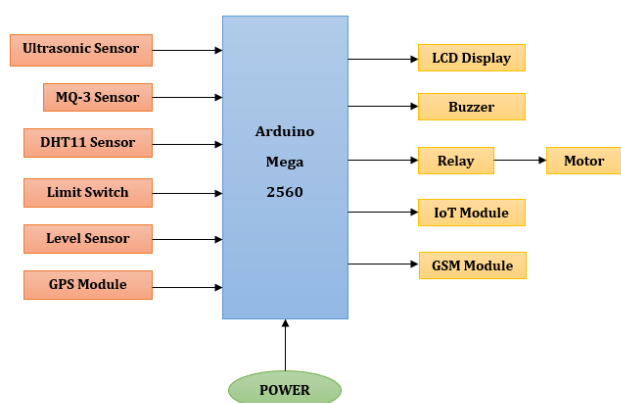 Ultrasonic Sensor
MQ-3 Sensor
DHT11 Sensor
Limit Switch
Level Sensor
GPS Module
Arduino
Mega
2560
LCD Display
Buzzer
Relay
Motor
IoT Module
GSM Module
POWER